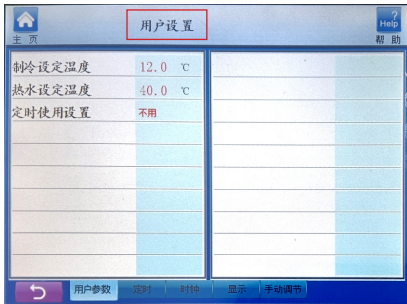 主页
用户设置
Help
帮助
制冷设定温度 12.0 ℃
热水设定温度 40.0 ℃
定时使用设置 不用
用户参数 定时 时钟 显示 手动调节